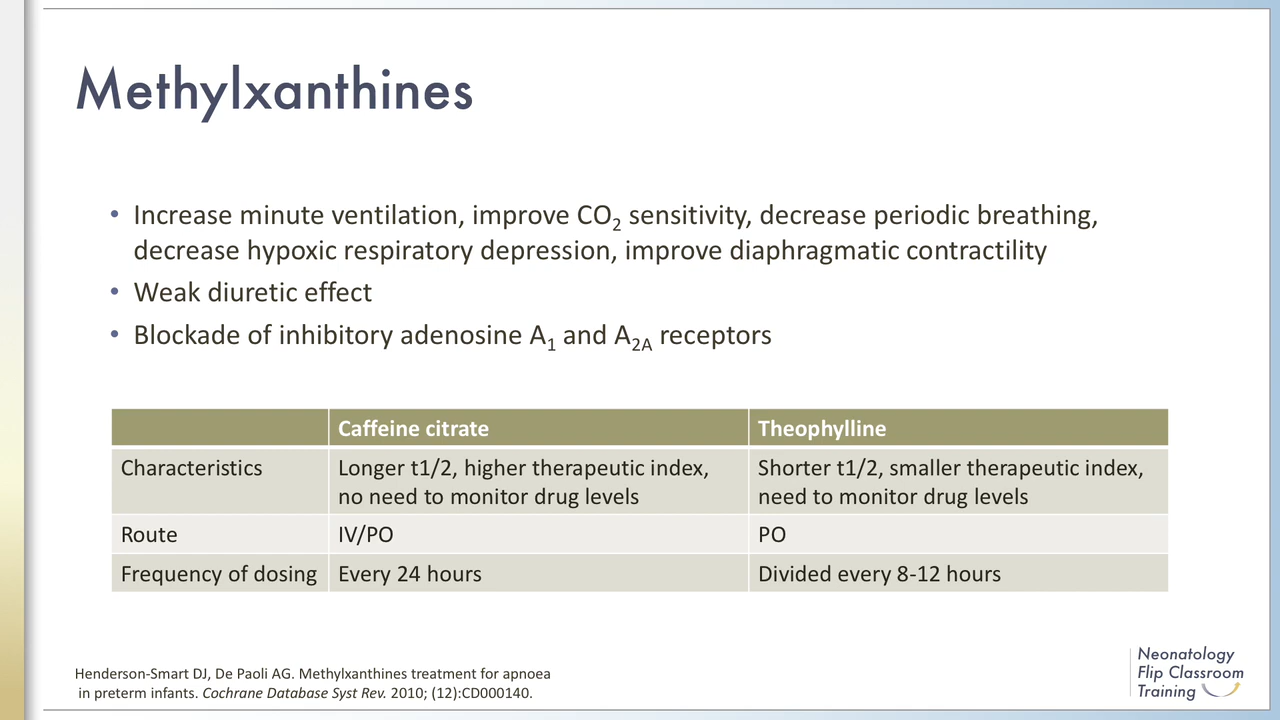 Methylxanthines
• Increase minute ventilation, improve CO₂ sensitivity, decrease periodic breathing,
decrease hypoxic respiratory depression, improve diaphragmatic contractility
• Weak diuretic effect
• Blockade of inhibitory adenosine A₁ and A₂A receptors
Caffeine citrate Theophylline
Characteristics Longer t1/2, higher therapeutic index, Shorter t1/2, smaller therapeutic index,
no need to monitor drug levels need to monitor drug levels
Route IV/PO PO
Frequency of dosing Every 24 hours Divided every 8-12 hours
Henderson-Smart DJ, De Paoli AG. Methylxanthines treatment for apnoea
in preterm infants. Cochrane Database Syst Rev. 2010; (12):CD000140.
Neonatology
Flip Classroom
Training